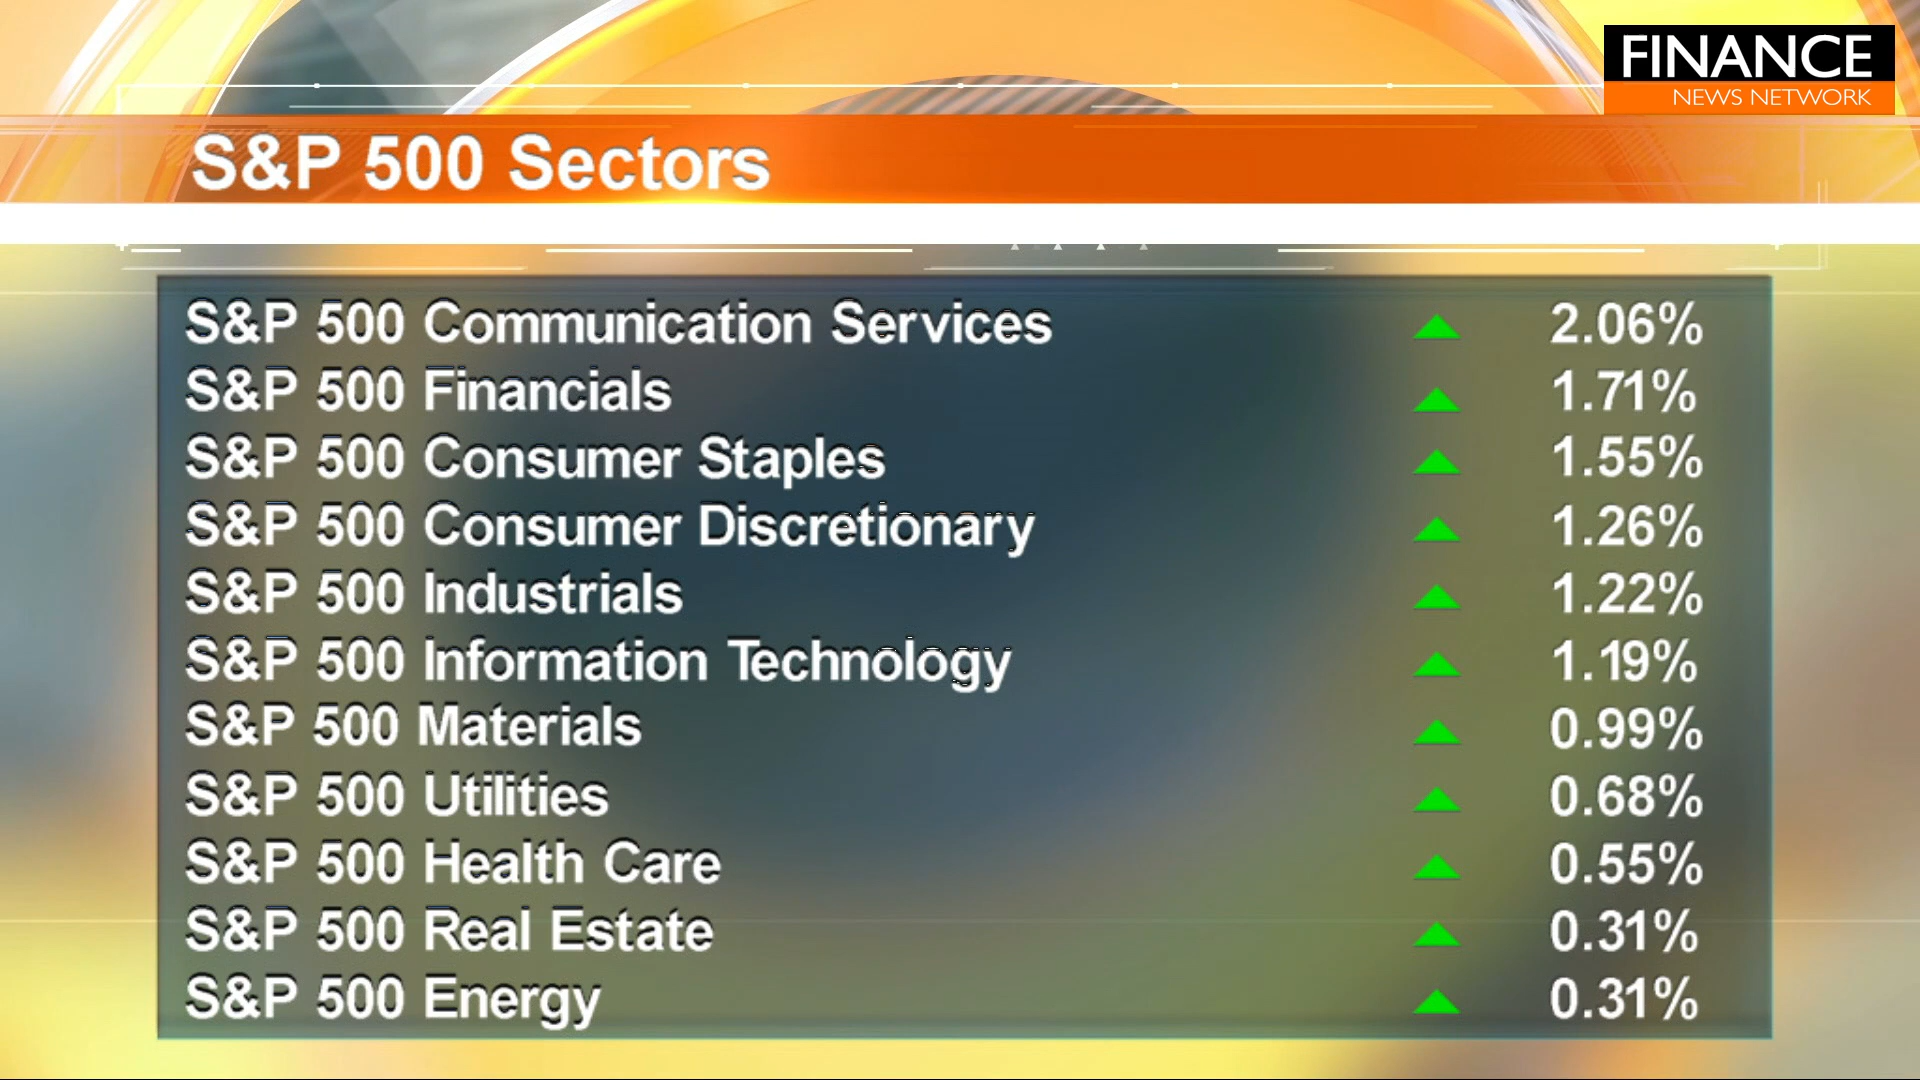 FINANCE
NEWS NETWORK
S&P 500 Sectors
S&P 500 Communication Services 2.06%
S&P 500 Financials 1.71%
S&P 500 Consumer Staples 1.55%
S&P 500 Consumer Discretionary 1.26%
S&P 500 Industrials 1.22%
S&P 500 Information Technology 1.19%
S&P 500 Materials 0.99%
S&P 500 Utilities 0.68%
S&P 500 Health Care 0.55%
S&P 500 Real Estate 0.31%
S&P 500 Energy 0.31%